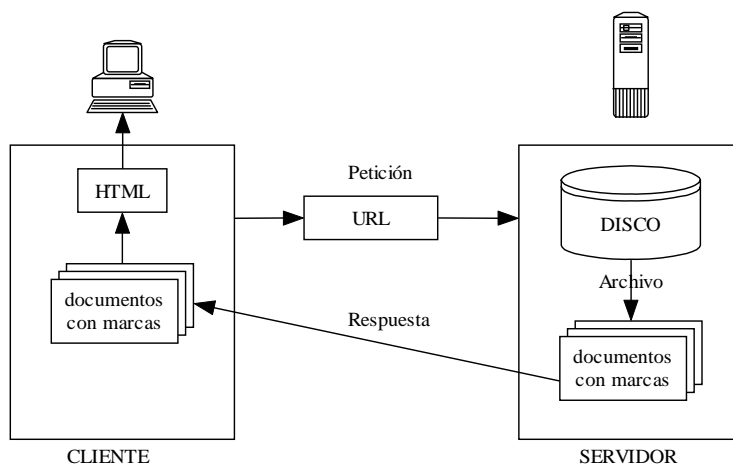 Petición
HTML
URL
DISCO
Archivo
documentos
con marcas
Respuesta
documentos
con marcas
CLIENTE
SERVIDOR